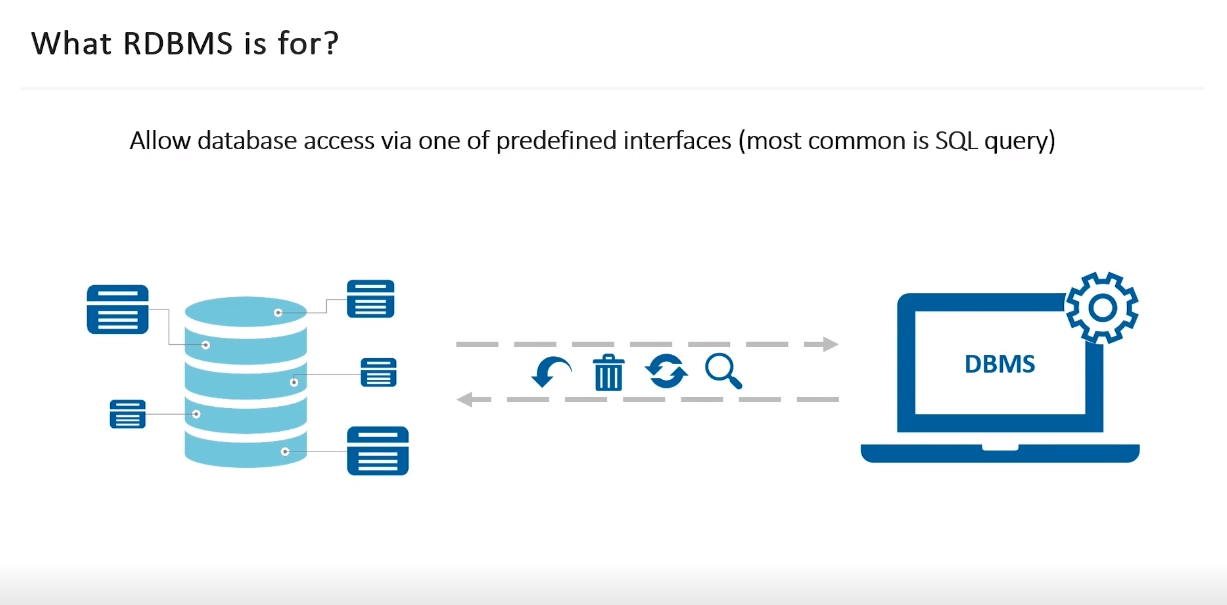 What RDBMS is for?
Allow database access via one of predefined interfaces (most common is SQL query)
DBMS